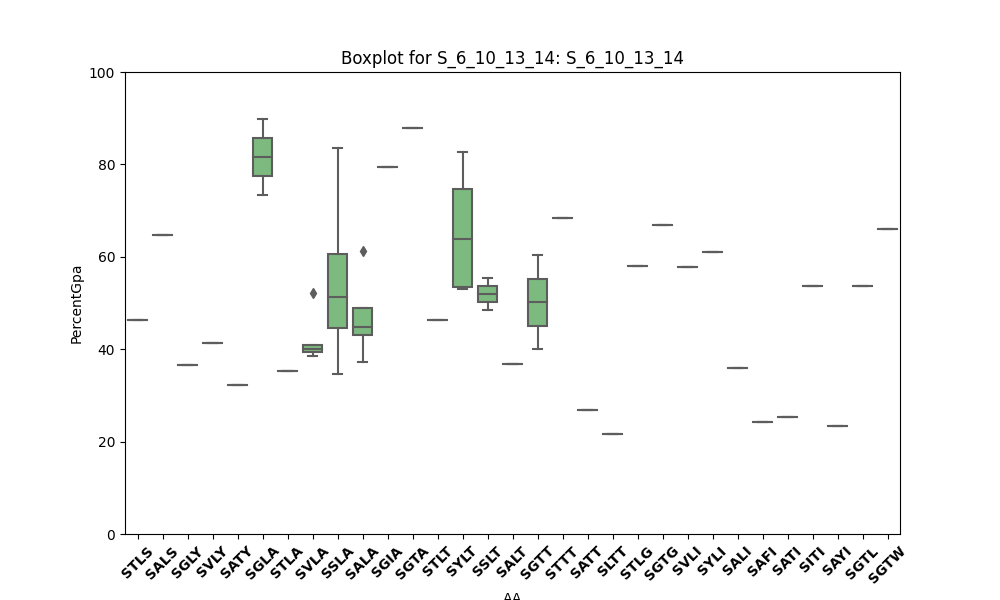 Boxplot for S_6_10_13_14: S_6_10_13_14
PercentGpa
100
80
60
40
20
0
STLS SALS SGLY SVLY SATY SGLA STLA SVLA SSLA SALA SGIA SGTA STLT SYLT SSLT SALT SGTT STTT SATT SLTT STLG SGTG SVLI SYLI SALI SAFI SATI SITI SAYI SGTL SGTW
AA